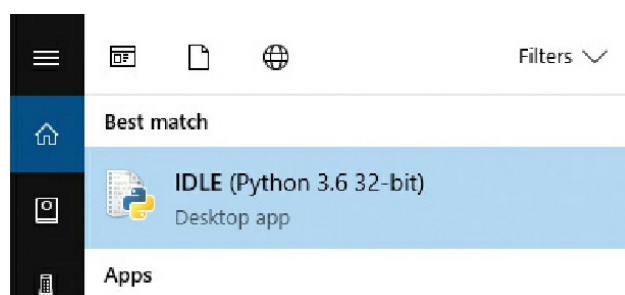 Filters
Best match
IDLE (Python 3.6 32-bit)
Desktop app
Apps